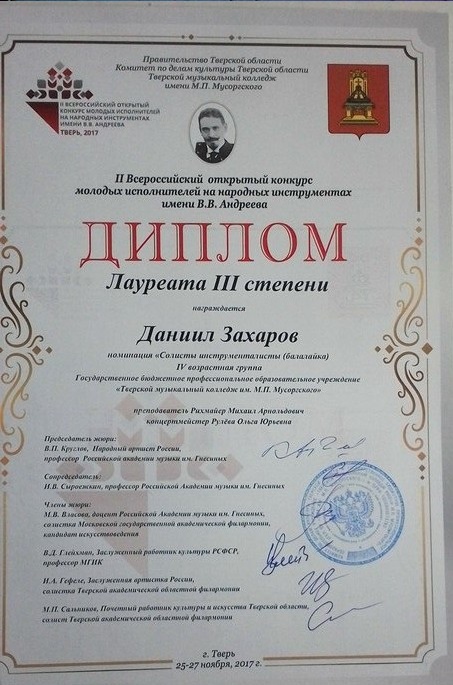 Правительство Тверской области
Комитет по делам культуры Тверской области
Тверской музыкальный колледж
имени М.П. Мусоргского
II ВСЕРОССИЙСКИЙ ОТКРЫТЫЙ
КОНКУРС МОЛОДЫХ ИСПОЛНИТЕЛЕЙ
НА НАРОДНЫХ ИНСТРУМЕНТАХ
ИМЕНИ В.В. АНДРЕЕВА
ТВЕРЬ, 2017
II Всероссийский открытый конкурс
молодых исполнителей на народных инструментах
имени В.В. Андреева
ДИПЛОМ
Лауреата III степени
награждается
Даниил Захаров
номинация «Солисты инструменталисты (балалайка)
IV возрастная группа
Государственное бюджетное профессиональное образовательное учреждение
«Тверской музыкальный колледж им. М.П. Мусоргского»
преподаватель Рихмайер Михаил Арнольдович
концертмейстер Рулёва Ольга Юрьевна
Председатель жюри:
В.П. Круглов, Народный артист России,
профессор Российской академии музыки им. Гнесиных
Сопредседатель:
И.В. Сыроежкин, профессор Российской Академии музыки им. Гнесиных
Члены жюри:
М.В. Власова, доцент Российской Академии музыки им. Гнесиных,
солистка Московской государственной академической филармонии,
кандидат искусствоведения
В.Д. Глейхман, Заслуженный работник культуры РСФСР,
профессор МГИК
И.А. Гефеле, Заслуженная артистка России,
солистка Тверской академической областной филармонии
М.П. Сальников, Почетный работник культуры и искусства Тверской области,
солист Тверской академической областной филармонии
г. Тверь
25-27 ноября, 2017 г.